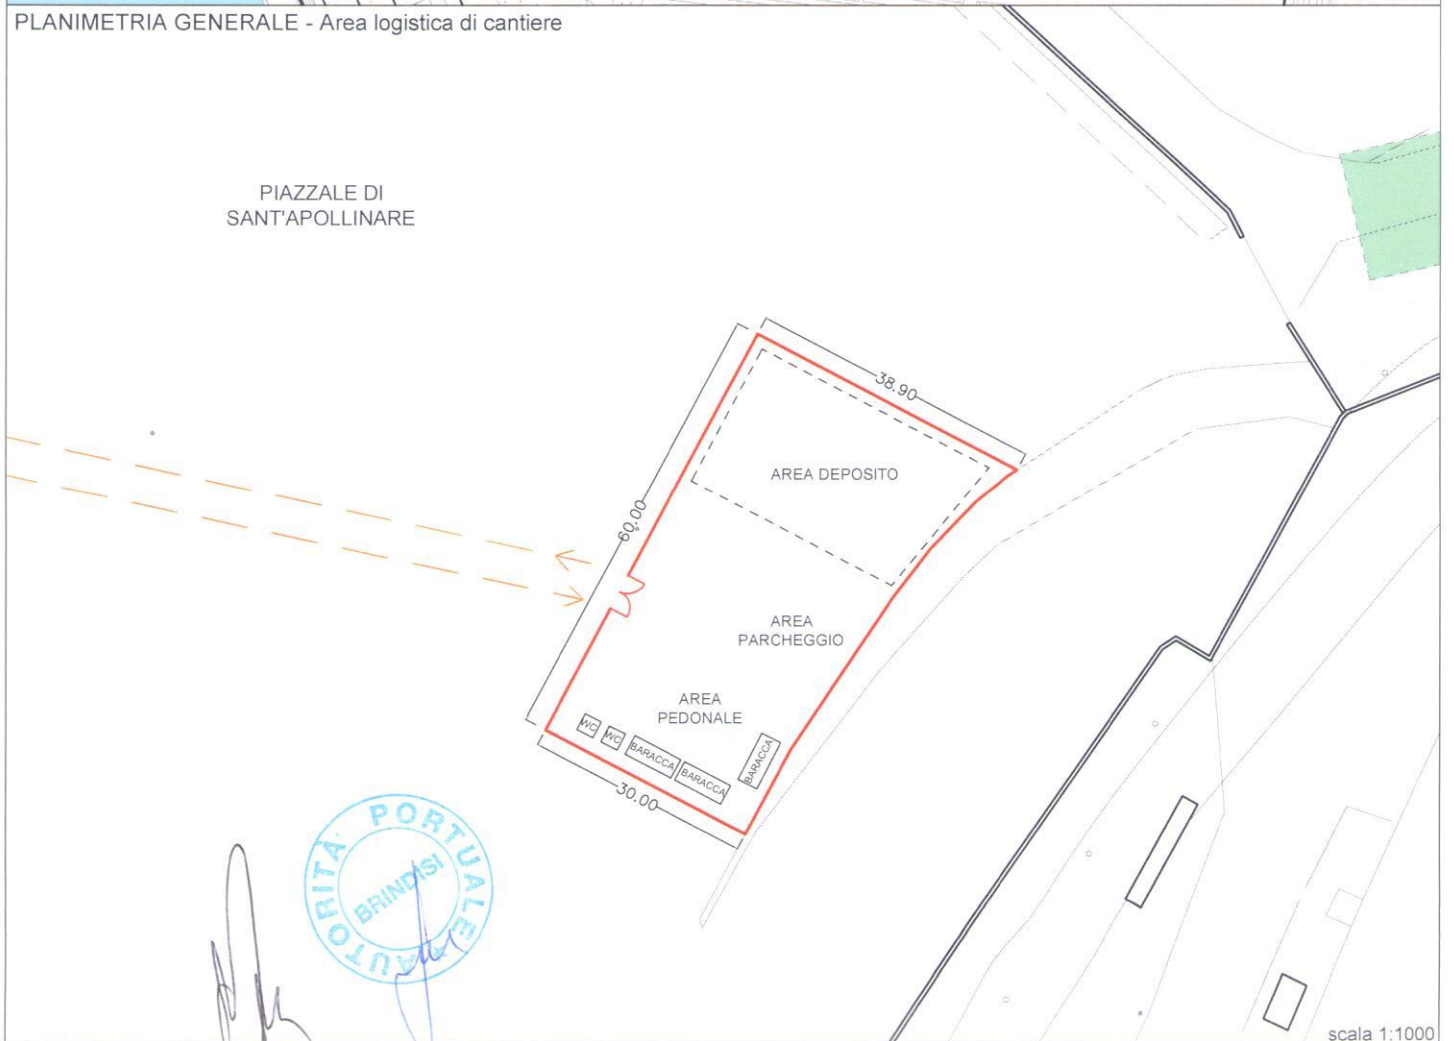 PLANIMETRIA GENERALE - Area logistica di cantiere
PIAZZALE DI
SANT'APOLLINARE
38.90
AREA DEPOSITO
60.00
AREA
PARCHEGGIO
AREA
PEDONALE
WC
WC
BARACCA
BARACCA
BARACCA
30.00
AUTORITÀ PORTUALE
BRINDISI
scala 1:1000